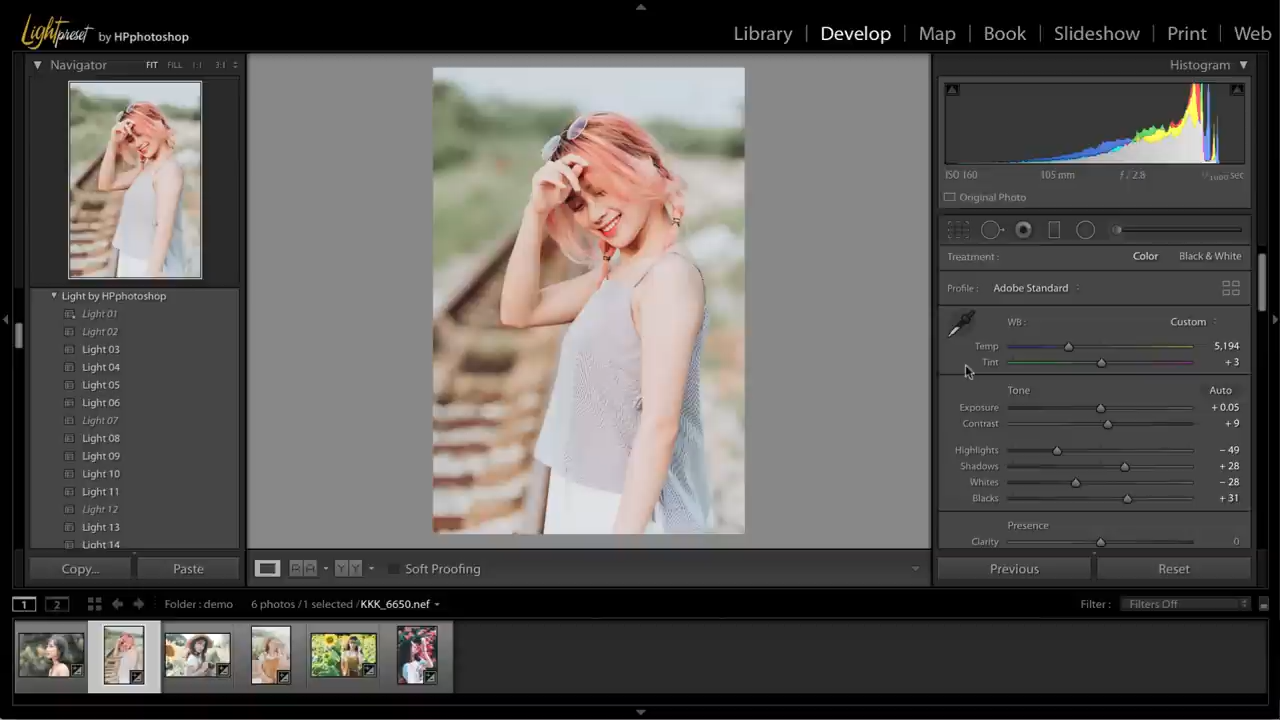 Lightpreset by HPphotoshop
Library | Develop | Map | Book | Slideshow | Print | Web
Navigator FIT FILL 1:1 3:1
Light by HPphotoshop
Light 01
Light 02
Light 03
Light 04
Light 05
Light 06
Light 07
Light 08
Light 09
Light 10
Light 11
Light 12
Light 13
Light 14
Copy... Paste
Soft Proofing
Histogram
ISO 160 105 mm ƒ / 2.8 sec
Original Photo
Treatment : Color Black & White
Profile : Adobe Standard
WB : Custom
Temp 5,194
Tint + 3
Tone Auto
Exposure + 0.05
Contrast + 9
Highlights − 49
Shadows + 28
Whites − 28
Blacks + 31
Presence
Clarity 0
Previous Reset
1 2 Folder : demo 6 photos / 1 selected / KKK_6650.nef Filter : Filters Off